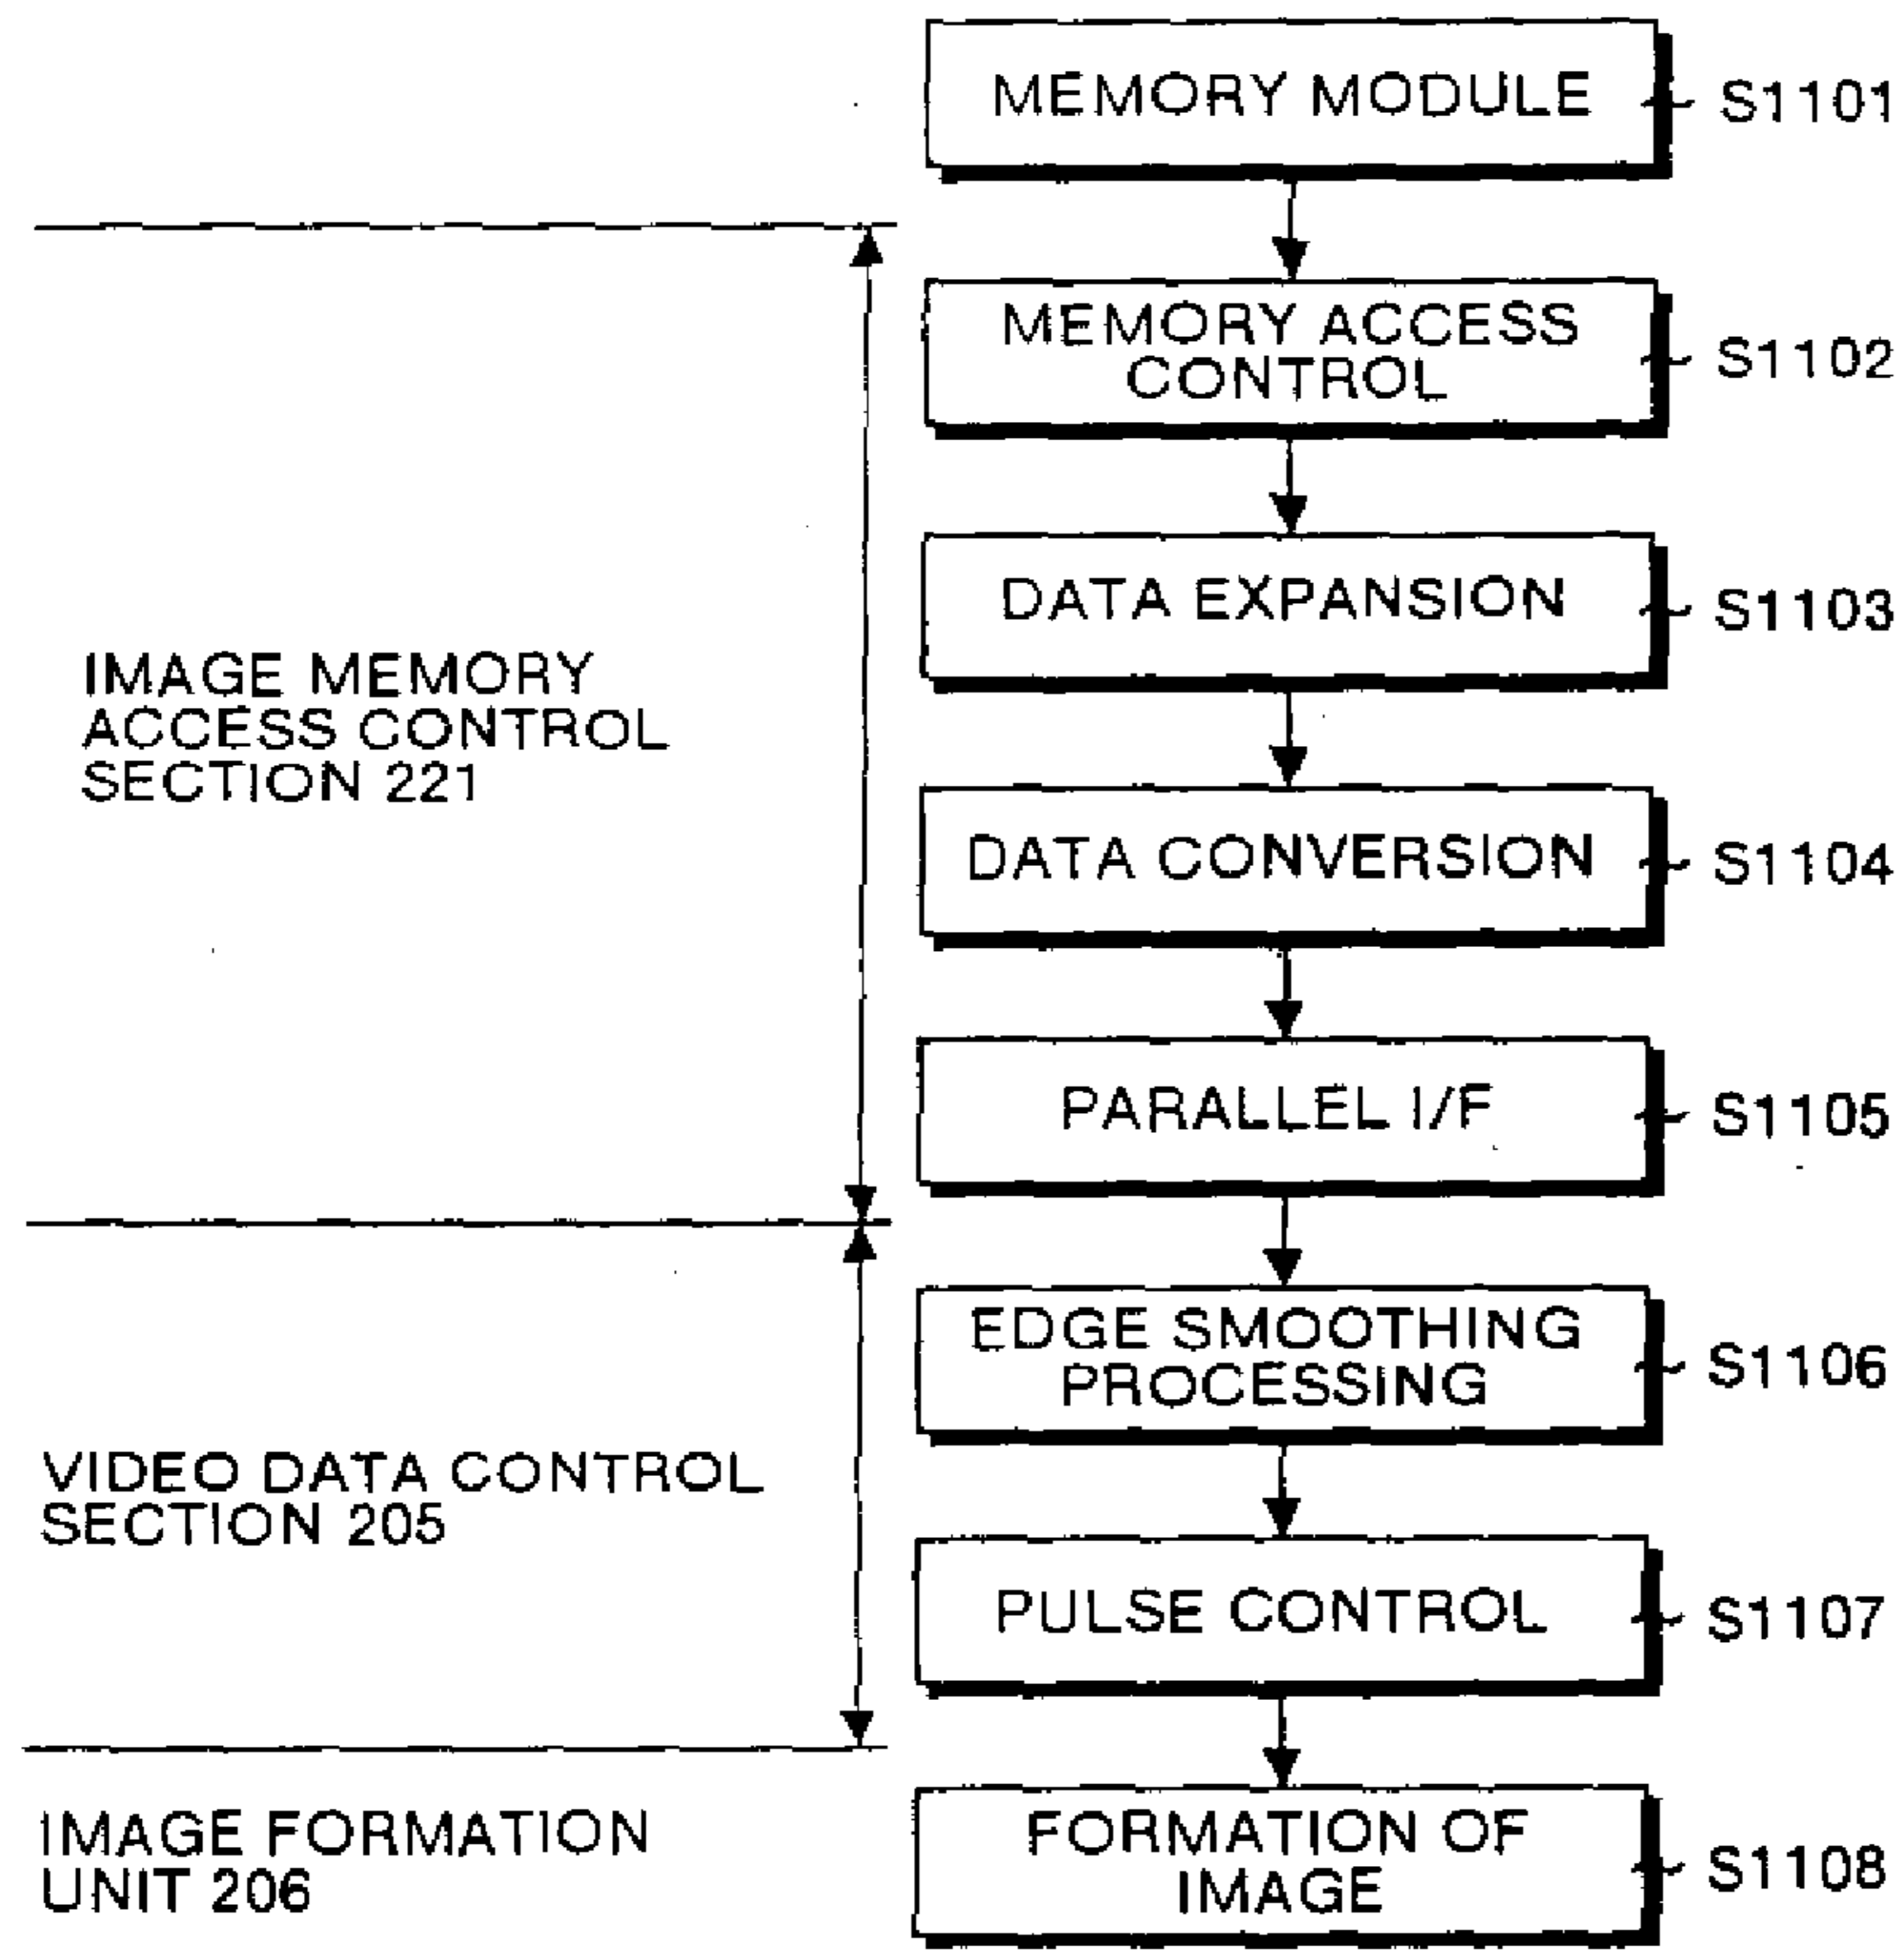 MEMORY MODULE
S1101
MEMORY ACCESS
CONTROL
S1102
DATA EXPANSION
S1103
IMAGE MEMORY
ACCESS CONTROL
SECTION 221
DATA CONVERSION
S1104
PARALLEL I/F
S1105
EDGE SMOOTHING
PROCESSING
S1106
VIDEO DATA CONTROL
SECTION 205
PULSE CONTROL
S1107
IMAGE FORMATION
UNIT 206
FORMATION OF
IMAGE
S1108